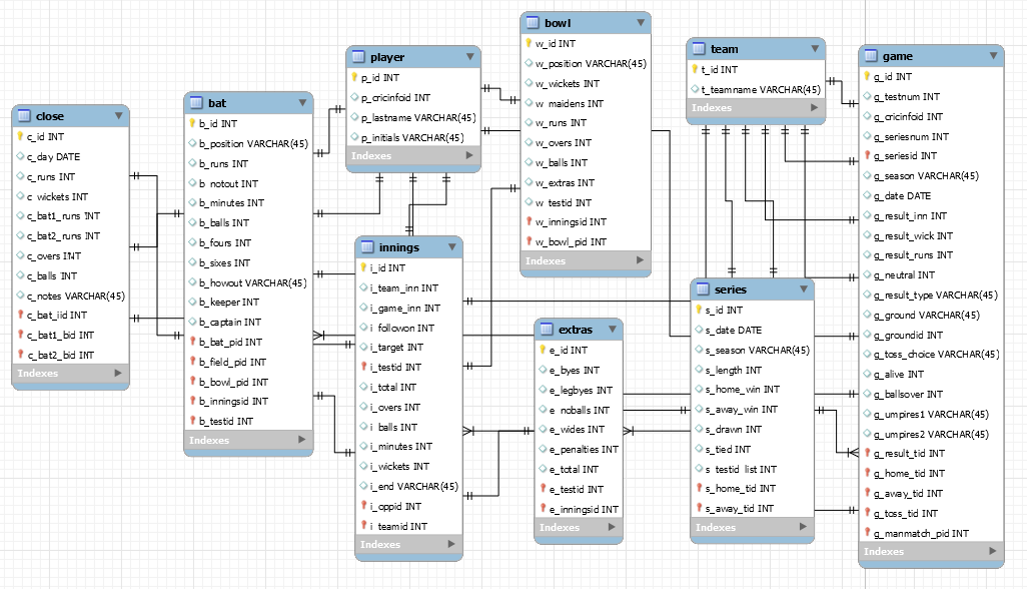 close
c_id INT
c_day DATE
c_runs INT
c_wickets INT
c_bat1_runs INT
c_bat2_runs INT
c_overs INT
c_balls INT
c_notes VARCHAR(45)
c_bat_iid INT
c_bat1_bid INT
c_bat2_bid INT
Indexes
bat
b_id INT
b_position VARCHAR(45)
b_runs INT
b_notout INT
b_minutes INT
b_balls INT
b_fours INT
b_sixes INT
b_howout VARCHAR(45)
b_keeper INT
b_captain INT
b_bat_pid INT
b_field_pid INT
b_bowl_pid INT
b_inningsid INT
b_testid INT
Indexes
player
p_id INT
p_cricinfoid INT
p_lastname VARCHAR(45)
p_initials VARCHAR(45)
Indexes
innings
i_id INT
i_team_inn INT
i_game_inn INT
i_followon INT
i_target INT
i_testid INT
i_total INT
i_overs INT
i_balls INT
i_minutes INT
i_wickets INT
i_end VARCHAR(45)
i_oppid INT
i_teamid INT
Indexes
bowl
w_id INT
w_position VARCHAR(45)
w_wickets INT
w_maidens INT
w_runs INT
w_overs INT
w_balls INT
w_extras INT
w_testid INT
w_inningsid INT
w_bowl_pid INT
Indexes
extras
e_id INT
e_byes INT
e_legbyes INT
e_noballs INT
e_wides INT
e_penalties INT
e_total INT
e_testid INT
e_inningsid INT
Indexes
team
t_id INT
t_teamname VARCHAR(45)
Indexes
series
s_id INT
s_date DATE
s_season VARCHAR(45)
s_length INT
s_home_win INT
s_away_win INT
s_drawn INT
s_tied INT
s_testid_list INT
s_home_tid INT
s_away_tid INT
Indexes
game
g_id INT
g_testnum INT
g_cricinfoid INT
g_seriesnum INT
g_seriesid INT
g_season VARCHAR(45)
g_date DATE
g_result_inn INT
g_result_wick INT
g_result_runs INT
g_neutral INT
g_result_type VARCHAR(45)
g_ground VARCHAR(45)
g_groundid INT
g_toss_choice VARCHAR(45)
g_alive INT
g_ballsover INT
g_umpires1 VARCHAR(45)
g_umpires2 VARCHAR(45)
g_result_tid INT
g_home_tid INT
g_away_tid INT
g_toss_tid INT
g_manmatch_pid INT
Indexes